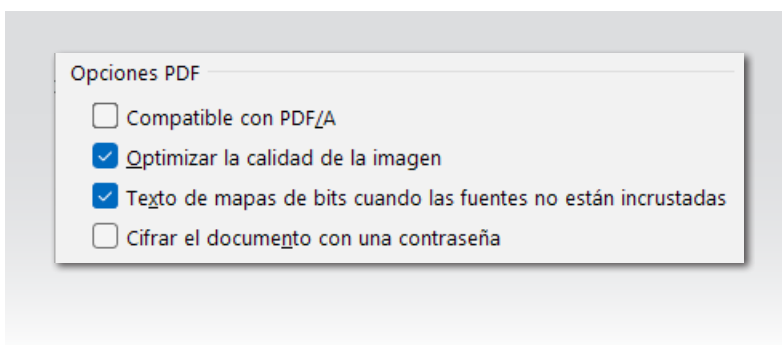 Opciones PDF
Compatible con PDF/A
Optimizar la calidad de la imagen
Texto de mapas de bits cuando las fuentes no están incrustadas
Cifrar el documento con una contraseña